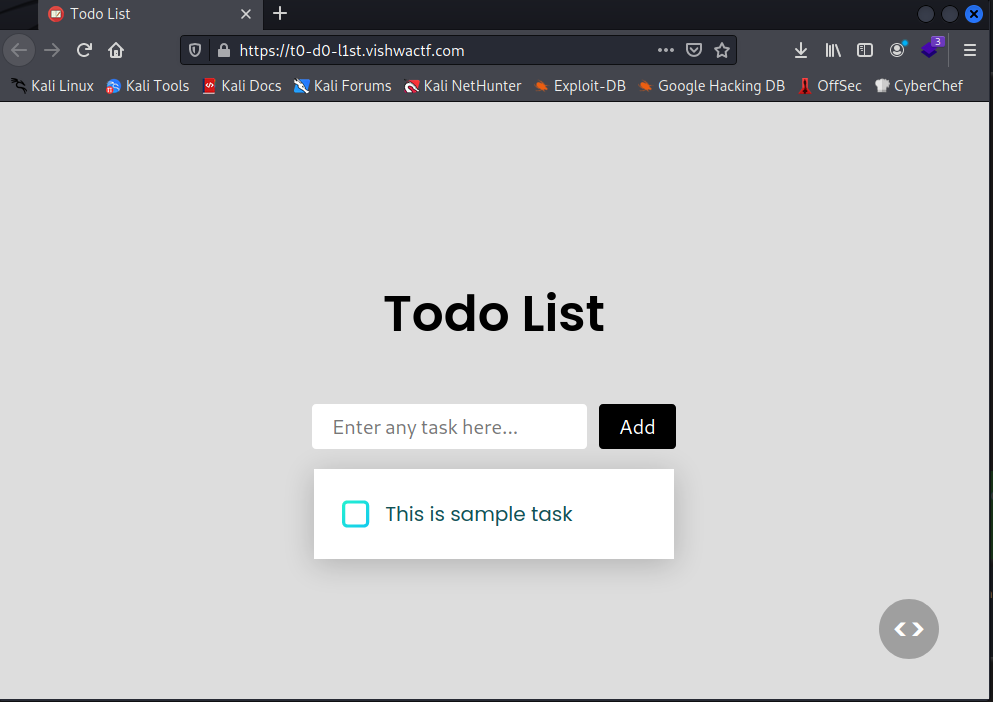 Todo List
https://t0-d0-l1st.vishwactf.com
3
Kali Linux Kali Tools Kali Docs Kali Forums Kali NetHunter Exploit-DB Google Hacking DB OffSec CyberChef
Todo List
Enter any task here... Add
This is sample task